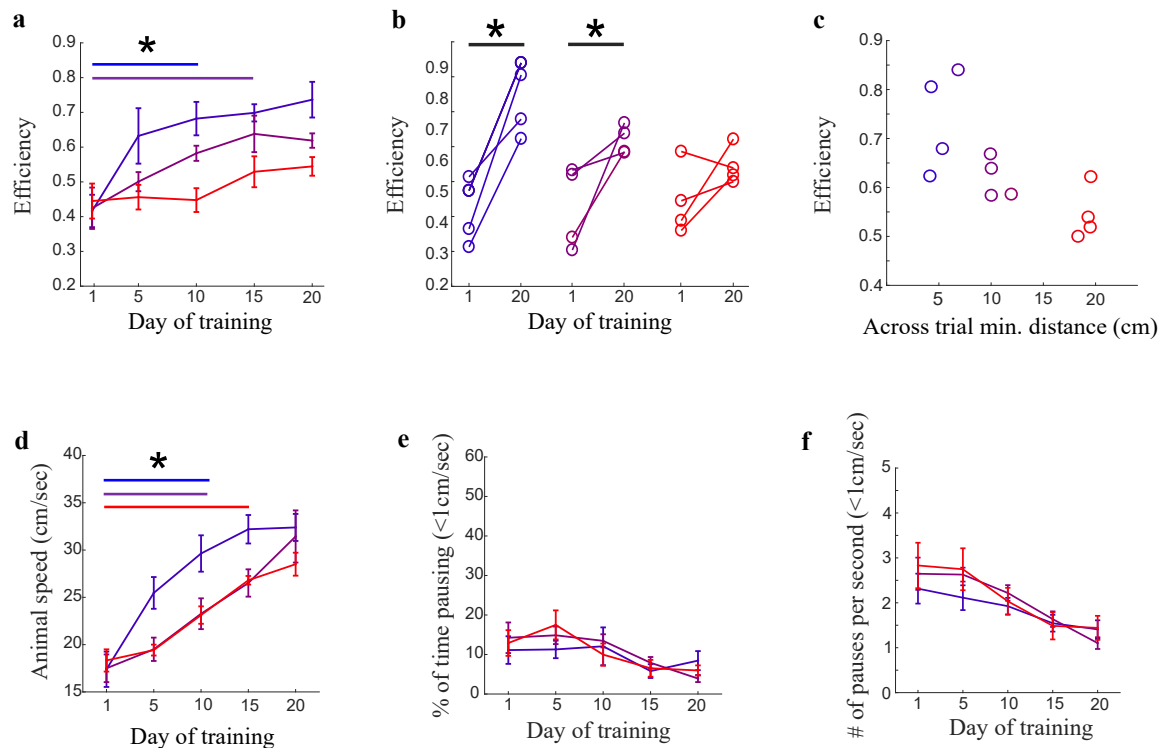 a
*
Efficiency
0.9
0.8
0.7
0.6
0.5
0.4
0.3
0.2
1 5 10 15 20
Day of training
b
* *
Efficiency
0.9
0.8
0.7
0.6
0.5
0.4
0.3
0.2
1 20 1 20 1 20
Day of training
c
Efficiency
0.9
0.8
0.7
0.6
0.5
0.4
5 10 15 20
Across trial min. distance (cm)
d
*
Animal speed (cm/sec)
40
35
30
25
20
15
1 5 10 15 20
Day of training
e
% of time pausing (<1cm/sec)
60
50
40
30
20
10
0
1 5 10 15 20
Day of training
f
# of pauses per second (<1cm/sec)
5
4
3
2
1
0
1 5 10 15 20
Day of training